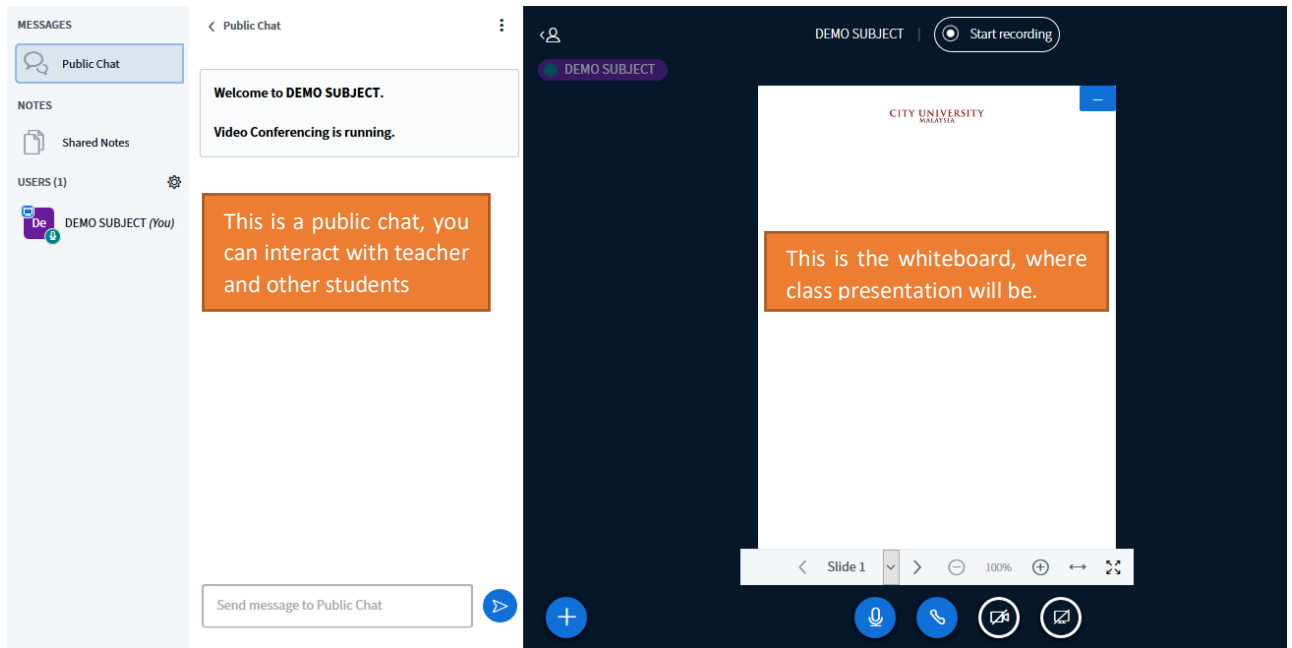 MESSAGES
Public Chat
NOTES
Shared Notes
USERS (1)
De
DEMO SUBJECT (You)
Public Chat
Welcome to DEMO SUBJECT.
Video Conferencing is running.
This is a public chat, you
can interact with teacher
and other students
Send message to Public Chat
DEMO SUBJECT
Start recording
DEMO SUBJECT
CITY UNIVERSITY
MALAYSIA
This is the whiteboard, where
class presentation will be.
Slide 1
100%